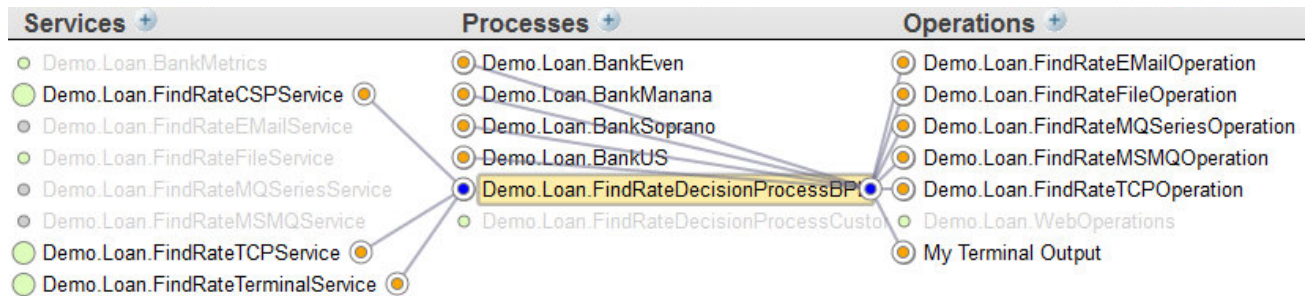 Services Processes Operations
Demo.Loan.BankMetrics
Demo.Loan.FindRateCSPService
Demo.Loan.FindRateEMailService
Demo.Loan.FindRateFileService
Demo.Loan.FindRateMQSeriesService
Demo.Loan.FindRateMSMQService
Demo.Loan.FindRateTCPService
Demo.Loan.FindRateTerminalService
Demo.Loan.BankEven
Demo.Loan.BankManana
Demo.Loan.BankSoprano
Demo.Loan.BankUS
Demo.Loan.FindRateDecisionProcessBP
Demo.Loan.FindRateDecisionProcessCustom
Demo.Loan.FindRateEMailOperation
Demo.Loan.FindRateFileOperation
Demo.Loan.FindRateMQSeriesOperation
Demo.Loan.FindRateMSMQOperation
Demo.Loan.FindRateTCPOperation
Demo.Loan.WebOperations
My Terminal Output